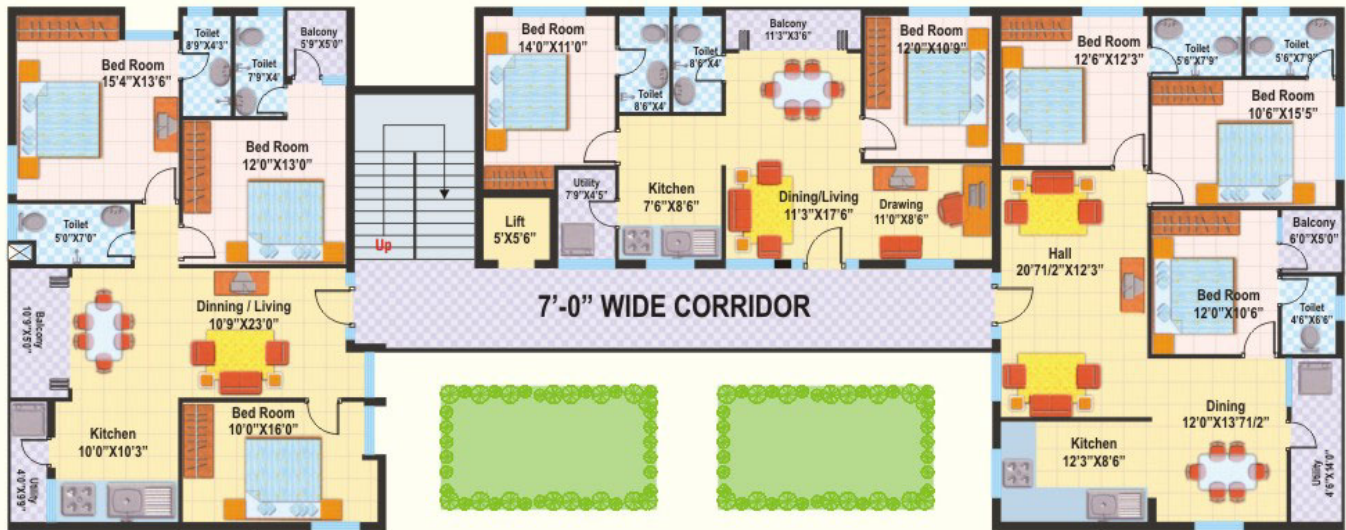 Bed Room
15'4"X13'6"
Toilet
8'9"X4'3"
Toilet
7'9"X4'
Balcony
5'9"X5'0"
Bed Room
12'0"X13'0"
Toilet
5'0"X7'0"
Balcony
10'9"X5'0"
Dinning / Living
10'9"X23'0"
Kitchen
10'0"X10'3"
Utility
4'0"X9'9"
Bed Room
10'0"X16'0"
Up
Lift
5'X5'6"
Bed Room
14'0"X11'0"
Toilet
8'6"X4'
Toilet
8'6"X4'
Balcony
11'3"X3'6"
Bed Room
12'0"X10'9"
Utility
7'9"X4'5"
Kitchen
7'6"X8'6"
Dining/Living
11'3"X17'6"
Drawing
11'0"X8'6"
7'-0" WIDE CORRIDOR
Bed Room
12'6"X12'3"
Toilet
5'6"X7'9"
Toilet
5'6"X7'9"
Bed Room
10'6"X15'5"
Hall
20'71/2"X12'3"
Bed Room
12'0"X10'6"
Balcony
6'0"X5'0"
Toilet
4'6"X6'6"
Dining
12'0"X13'71/2"
Kitchen
12'3"X8'6"
Utility
4'6"X14'0"